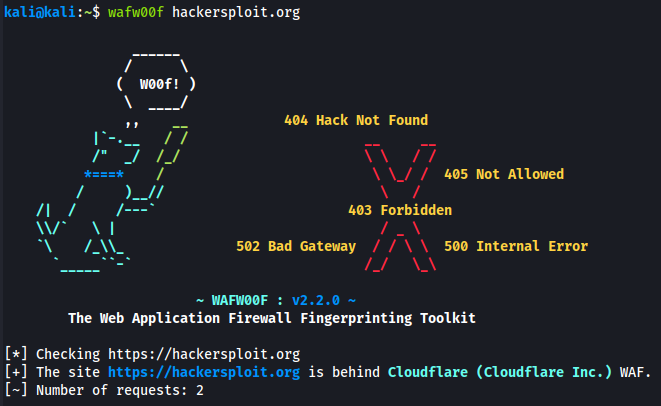 kali@kali:~$ wafw00f hackersploit.org
W00f!
404 Hack Not Found
405 Not Allowed
403 Forbidden
502 Bad Gateway
500 Internal Error
~ WAFW00F : v2.2.0 ~
The Web Application Firewall Fingerprinting Toolkit
[*] Checking https://hackersploit.org
[+] The site https://hackersploit.org is behind Cloudflare (Cloudflare Inc.) WAF.
[~] Number of requests: 2